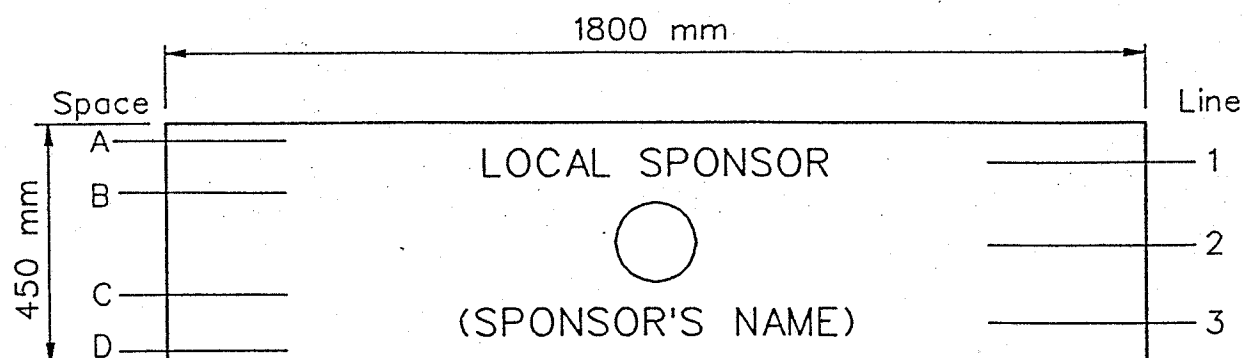 1800 mm
Space
Line
A
LOCAL SPONSOR
1
B
450 mm
2
C
(SPONSOR'S NAME)
3
D